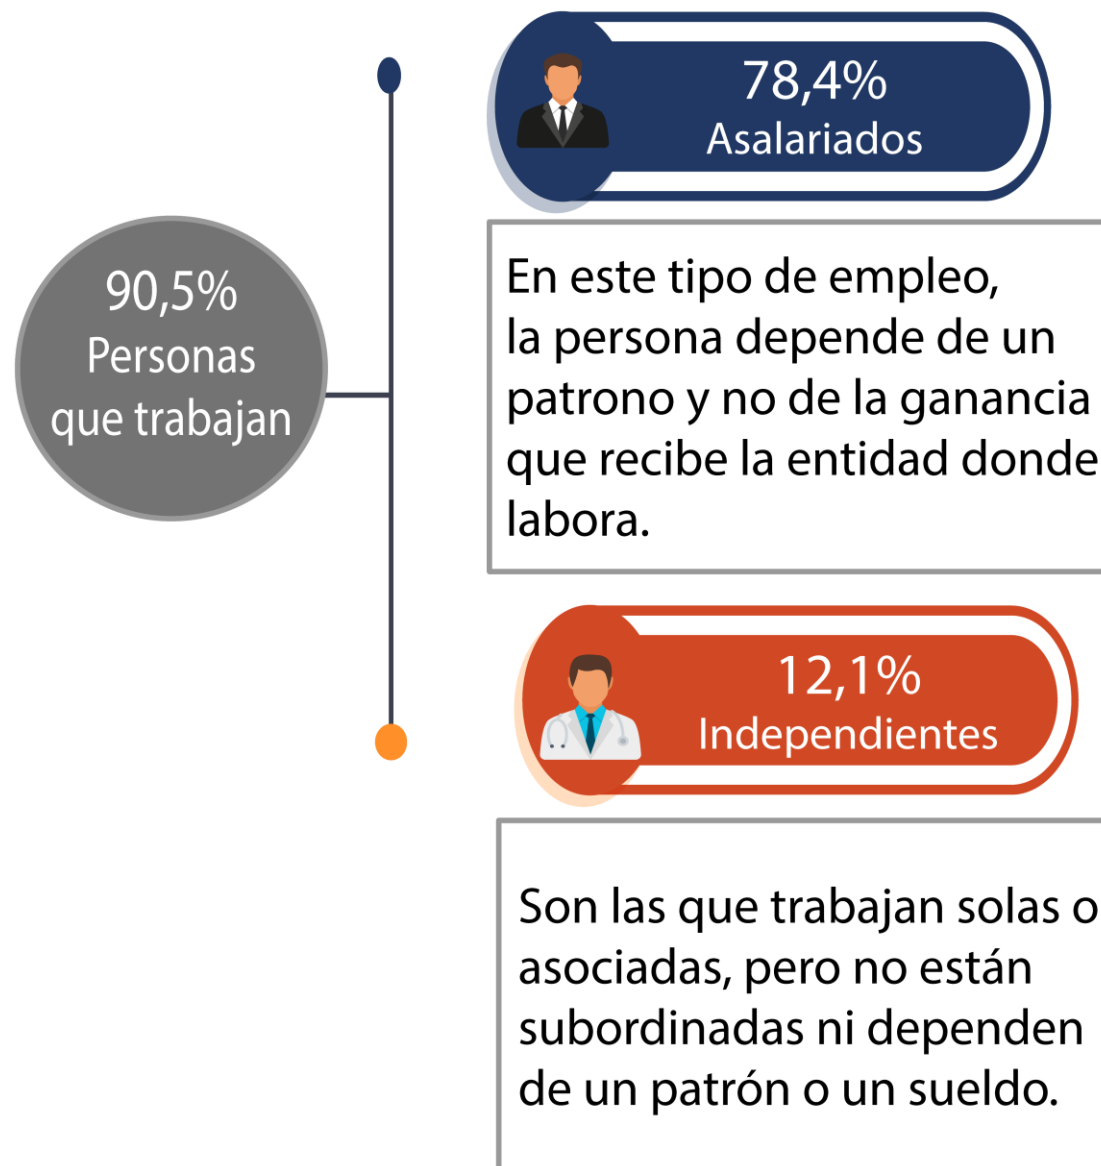 78,4%
Asalariados
90,5%
Personas
que trabajan
En este tipo de empleo,
la persona depende de un
patrono y no de la ganancia
que recibe la entidad donde
labora.
12,1%
Independientes
Son las que trabajan solas o
asociadas, pero no están
subordinadas ni dependen
de un patrón o un sueldo.